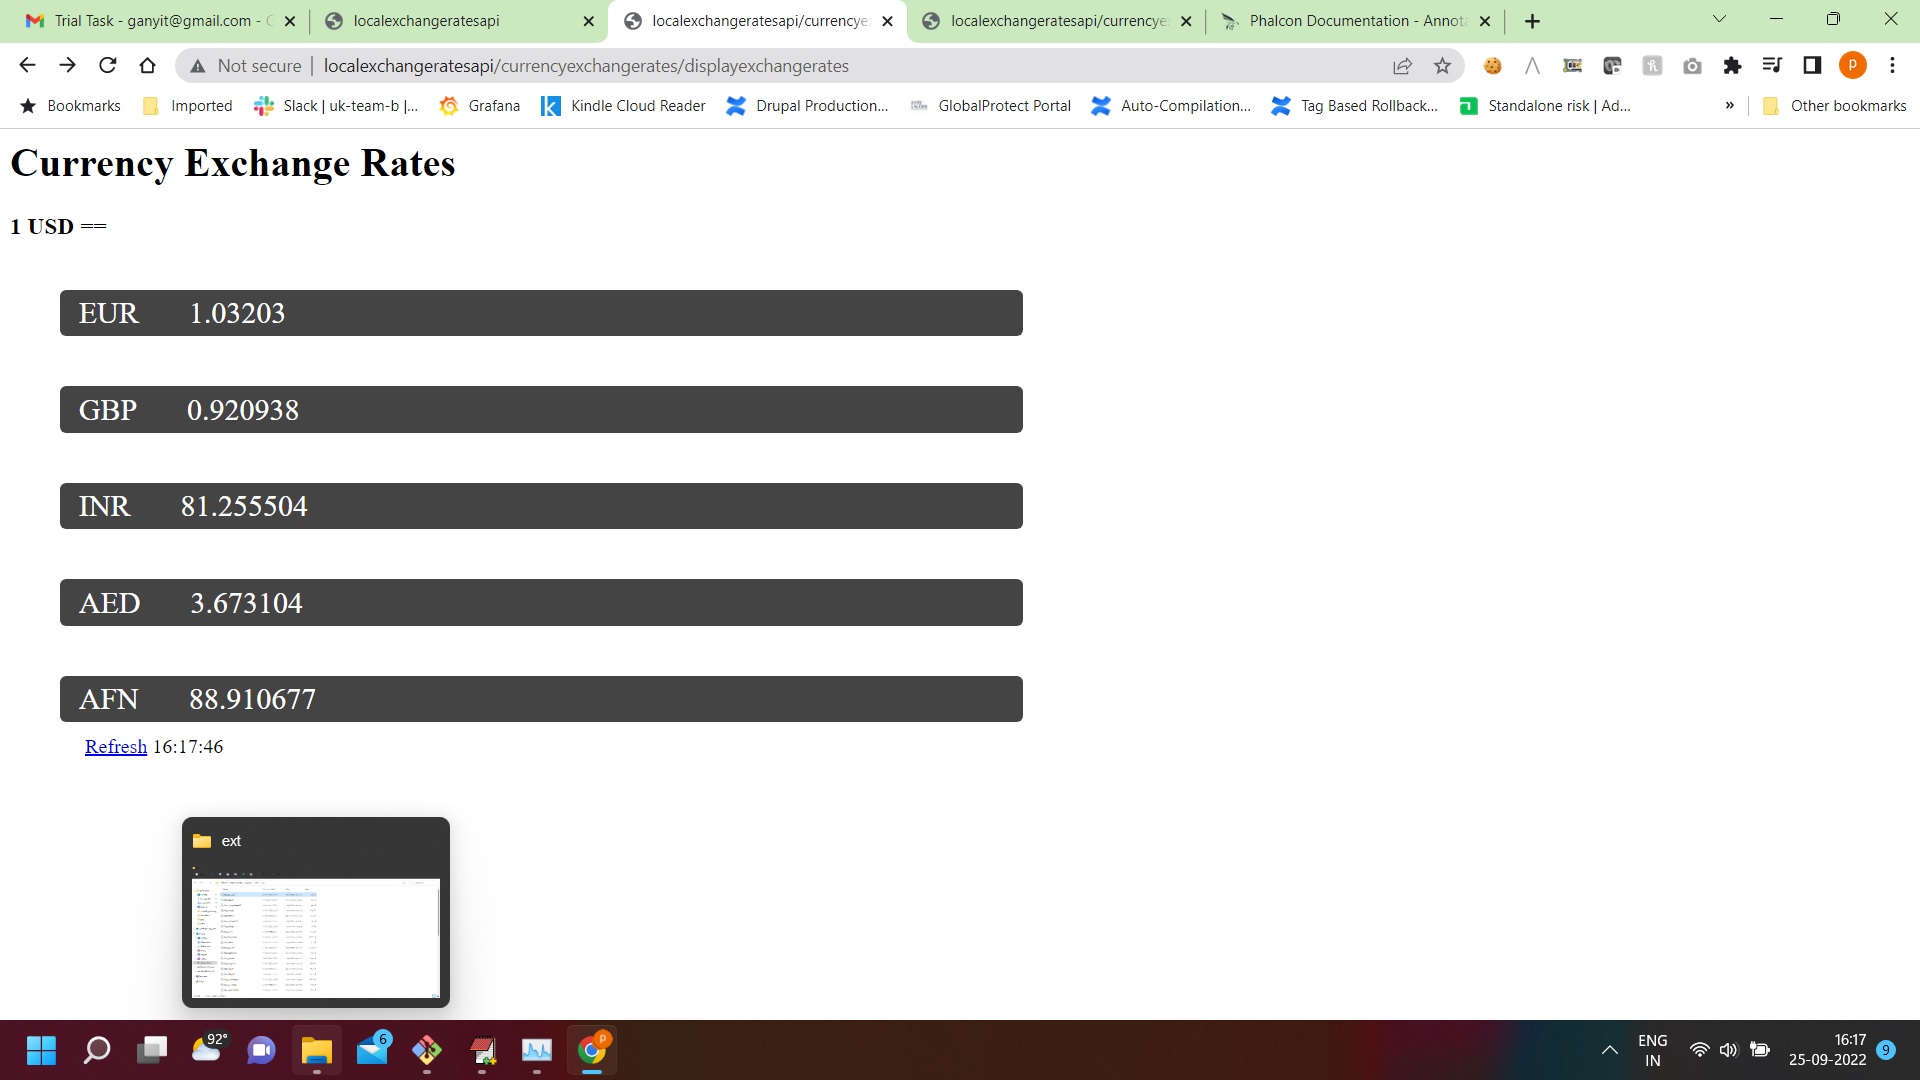 Trial Task - ganyit@gmail.com - G
localexchangeratesapi
localexchangeratesapi/currencye
localexchangeratesapi/currencye
Phalcon Documentation - Annota
Not secure | localexchangeratesapi/currencyexchangerates/displayexchangerates
P
Bookmarks Imported Slack | uk-team-b |... Grafana Kindle Cloud Reader Drupal Production... GlobalProtect Portal Auto-Compilation... Tag Based Rollback... Standalone risk | Ad... » Other bookmarks
Currency Exchange Rates
1 USD ==
EUR 1.03203
GBP 0.920938
INR 81.255504
AED 3.673104
AFN 88.910677
Refresh 16:17:46
ext
92°
6
P
ENG
IN
16:17
25-09-2022
9